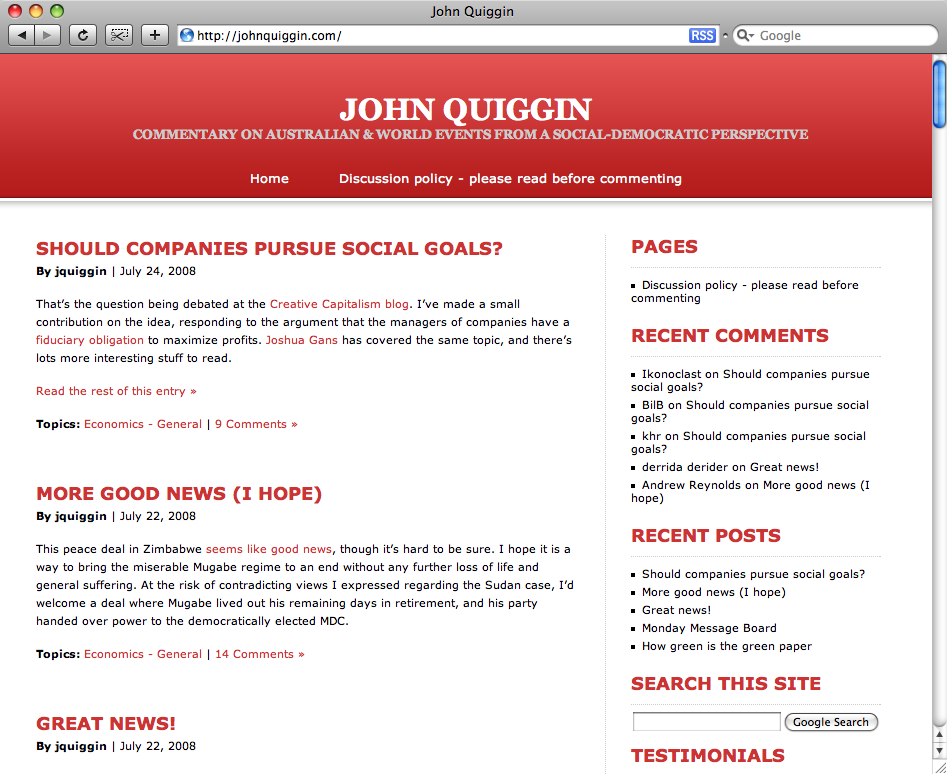 John Quiggin
http://johnquiggin.com/
RSS
Google
JOHN QUIGGIN
COMMENTARY ON AUSTRALIAN & WORLD EVENTS FROM A SOCIAL-DEMOCRATIC PERSPECTIVE
Home
Discussion policy - please read before commenting
SHOULD COMPANIES PURSUE SOCIAL GOALS?
By jquiggin | July 24, 2008
That’s the question being debated at the Creative Capitalism blog. I’ve made a small
contribution on the idea, responding to the argument that the managers of companies have a
fiduciary obligation to maximize profits. Joshua Gans has covered the same topic, and there’s
lots more interesting stuff to read.
Read the rest of this entry »
Topics: Economics - General | 9 Comments »
MORE GOOD NEWS (I HOPE)
By jquiggin | July 22, 2008
This peace deal in Zimbabwe seems like good news, though it’s hard to be sure. I hope it is a
way to bring the miserable Mugabe regime to an end without any further loss of life and
general suffering. At the risk of contradicting views I expressed regarding the Sudan case, I’d
welcome a deal where Mugabe lived out his remaining days in retirement, and his party
handed over power to the democratically elected MDC.
Topics: Economics - General | 14 Comments »
GREAT NEWS!
By jquiggin | July 22, 2008
PAGES
Discussion policy - please read before
commenting
RECENT COMMENTS
Ikonoclast on Should companies pursue
social goals?
BilB on Should companies pursue social
goals?
khr on Should companies pursue social
goals?
derrida derider on Great news!
Andrew Reynolds on More good news (I
hope)
RECENT POSTS
Should companies pursue social goals?
More good news (I hope)
Great news!
Monday Message Board
How green is the green paper
SEARCH THIS SITE
Google Search
TESTIMONIALS